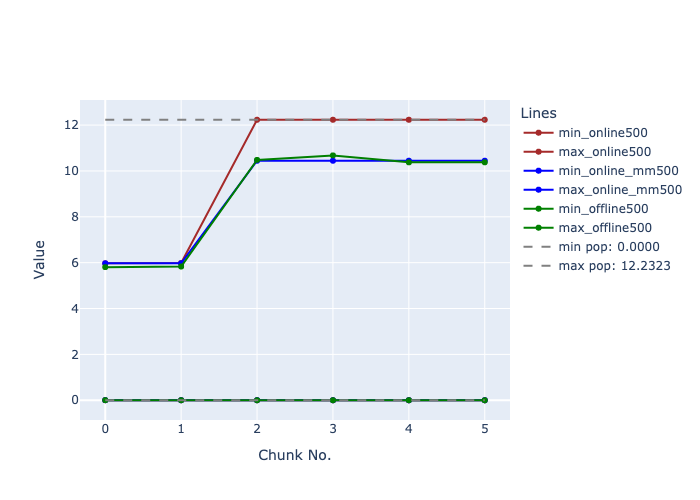 Lines
min_online500
max_online500
min_online_mm500
max_online_mm500
min_offline500
max_offline500
min pop: 0.0000
max pop: 12.2323
12
10
8
6
4
2
0
Value
0 1 2 3 4 5
Chunk No.